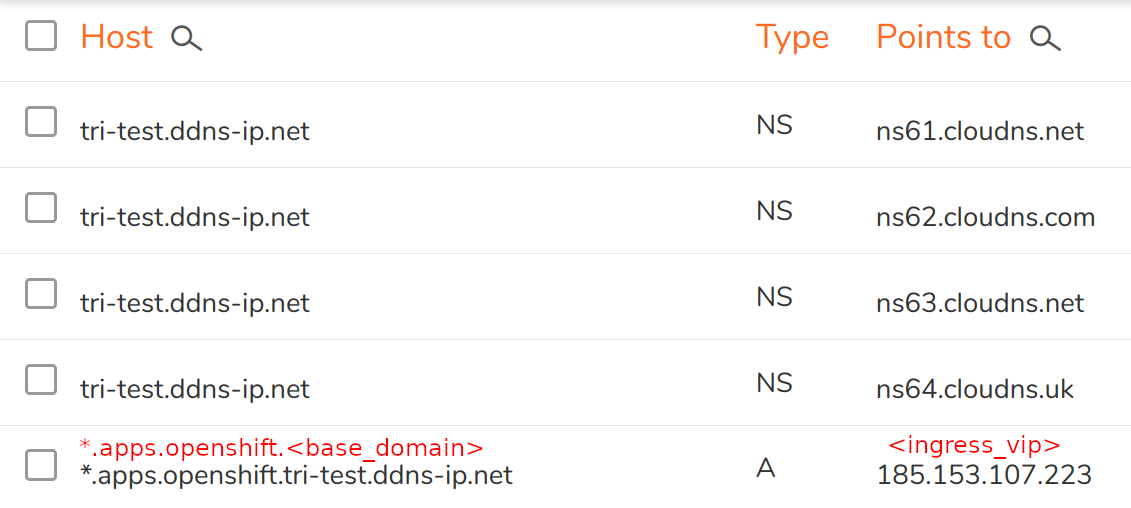 Host Type Points to
tri-test.ddns-ip.net NS ns61.cloudns.net
tri-test.ddns-ip.net NS ns62.cloudns.com
tri-test.ddns-ip.net NS ns63.cloudns.net
tri-test.ddns-ip.net NS ns64.cloudns.uk
*.apps.openshift.<base_domain> <ingress_vip>
*.apps.openshift.tri-test.ddns-ip.net A 185.153.107.223